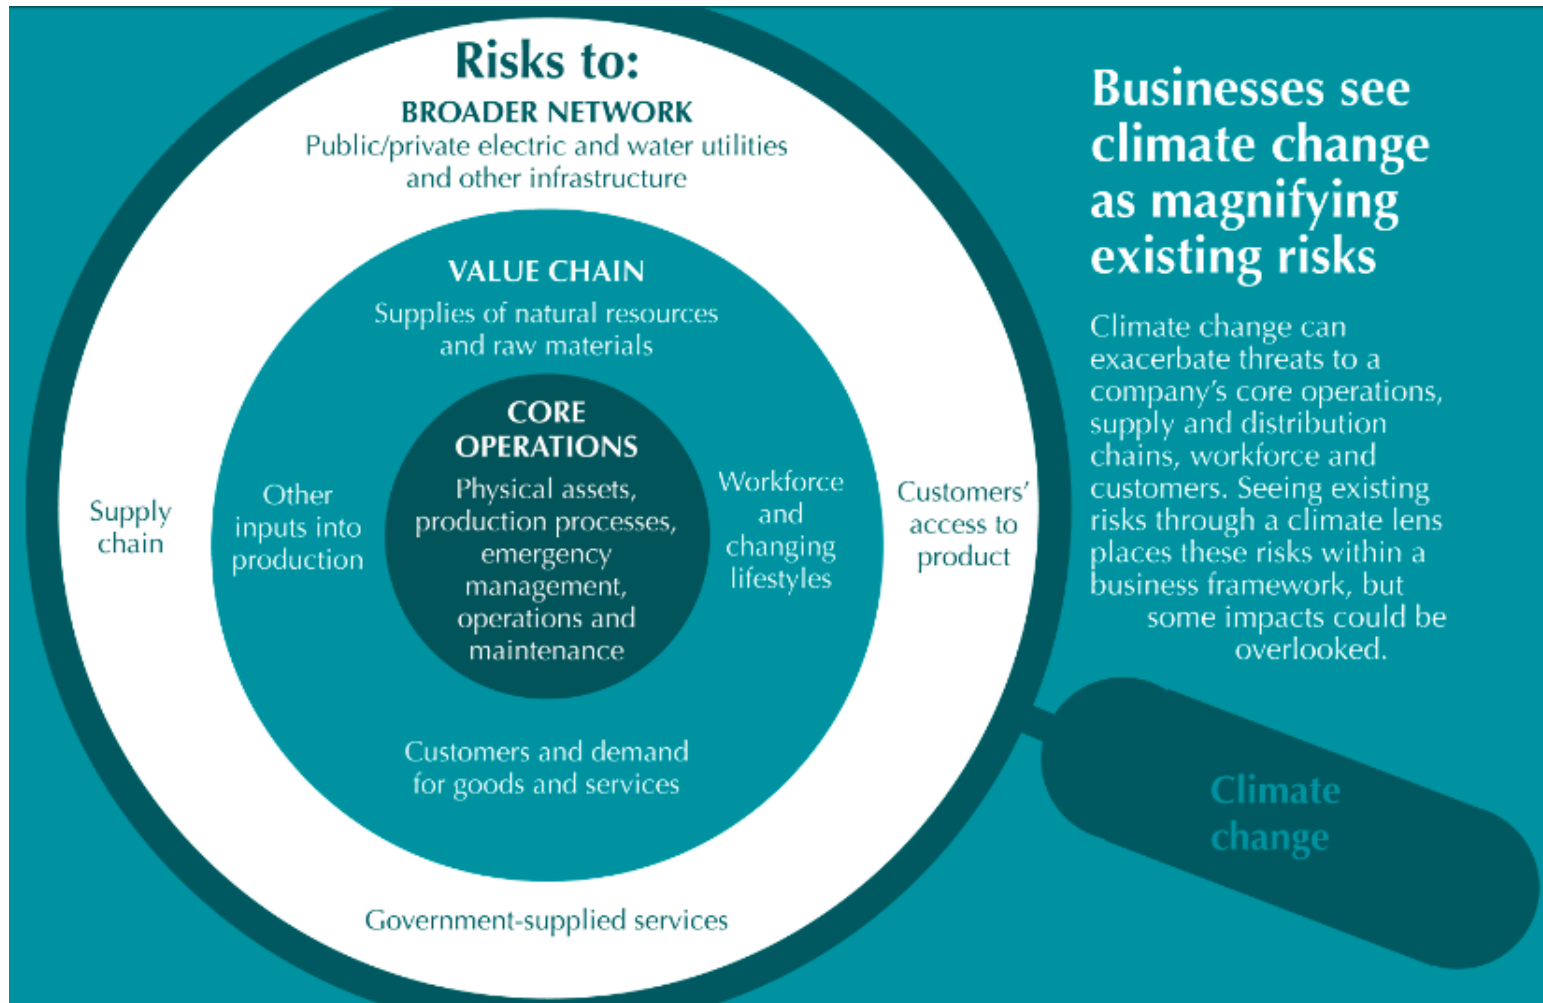 Risks to:
BROADER NETWORK
Public/private electric and water utilities
and other infrastructure
VALUE CHAIN
Supplies of natural resources
and raw materials
CORE
OPERATIONS
Physical assets,
production processes,
emergency
management,
operations and
maintenance
Supply
chain
Other
inputs into
production
Workforce
and
changing
lifestyles
Customers’
access to
product
Customers and demand
for goods and services
Government-supplied services
Businesses see
climate change
as magnifying
existing risks
Climate change can
exacerbate threats to a
company’s core operations,
supply and distribution
chains, workforce and
customers. Seeing existing
risks through a climate lens
places these risks within a
business framework, but
some impacts could be
overlooked.
Climate
change